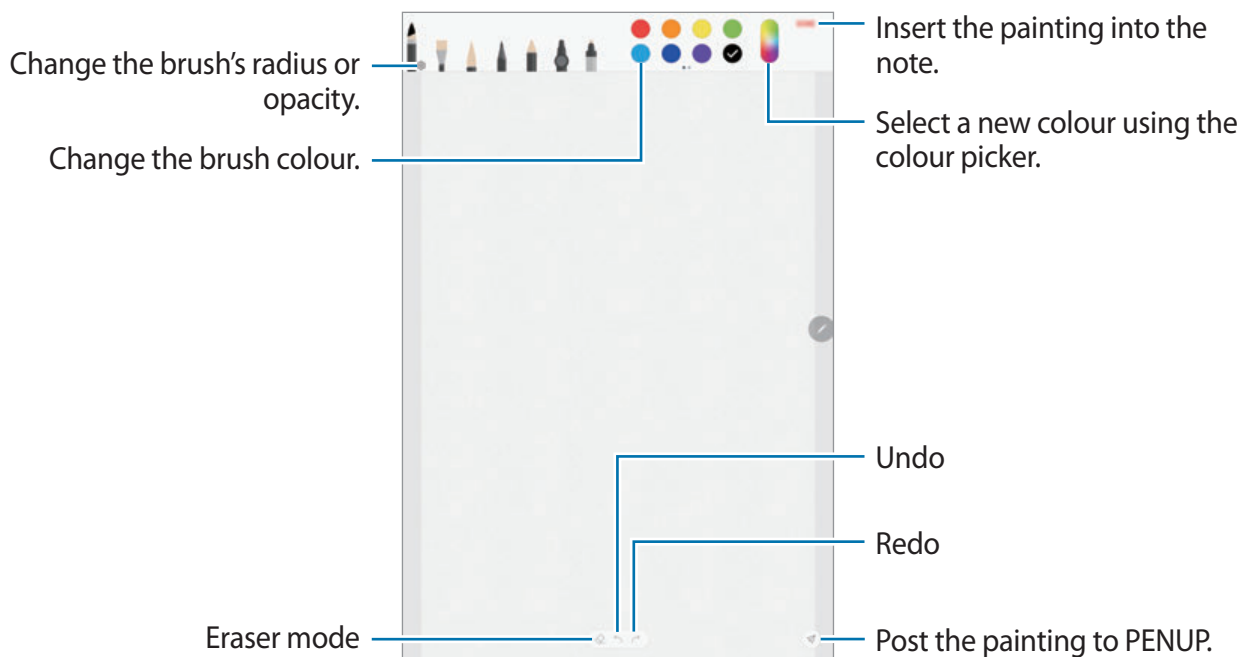 Insert the painting into the
note.
Change the brush's radius or
opacity.
Select a new colour using the
colour picker.
Change the brush colour.
Undo
Redo
Eraser mode
Post the painting to PENUP.